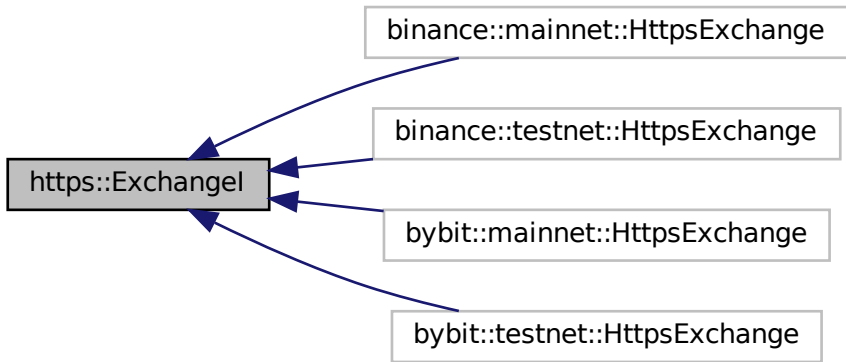 binance::mainnet::HttpsExchange
binance::testnet::HttpsExchange
https::ExchangeI
bybit::mainnet::HttpsExchange
bybit::testnet::HttpsExchange